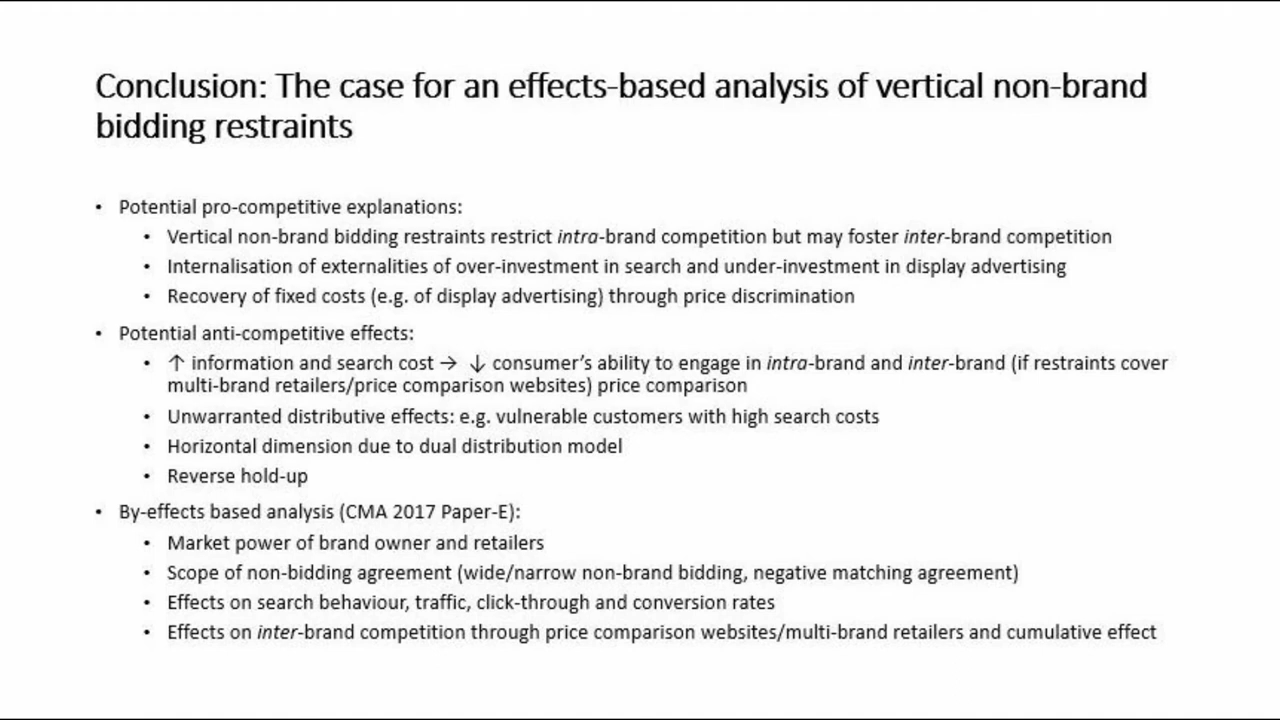 Conclusion: The case for an effects-based analysis of vertical non-brand
bidding restraints
• Potential pro-competitive explanations:
• Vertical non-brand bidding restraints restrict intra-brand competition but may foster inter-brand competition
• Internalisation of externalities of over-investment in search and under-investment in display advertising
• Recovery of fixed costs (e.g. of display advertising) through price discrimination
• Potential anti-competitive effects:
• ↑ information and search cost → ↓ consumer's ability to engage in intra-brand and inter-brand (if restraints cover
multi-brand retailers/price comparison websites) price comparison
• Unwarranted distributive effects: e.g. vulnerable customers with high search costs
• Horizontal dimension due to dual distribution model
• Reverse hold-up
• By-effects based analysis (CMA 2017 Paper-E):
• Market power of brand owner and retailers
• Scope of non-bidding agreement (wide/narrow non-brand bidding, negative matching agreement)
• Effects on search behaviour, traffic, click-through and conversion rates
• Effects on inter-brand competition through price comparison websites/multi-brand retailers and cumulative effect